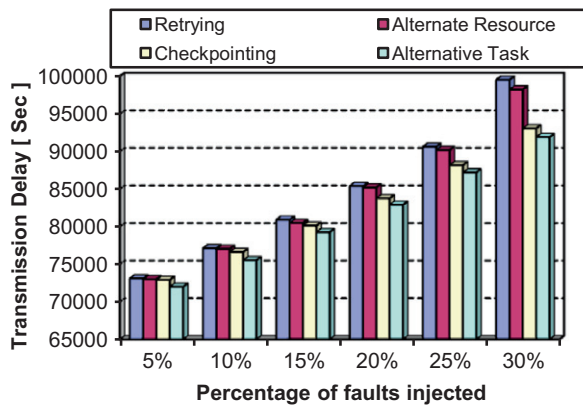 Retrying Alternate Resource
Checkpointing Alternative Task
Transmission Delay [ Sec ]
100000
95000
90000
85000
80000
75000
70000
65000
5% 10% 15% 20% 25% 30%
Percentage of faults injected